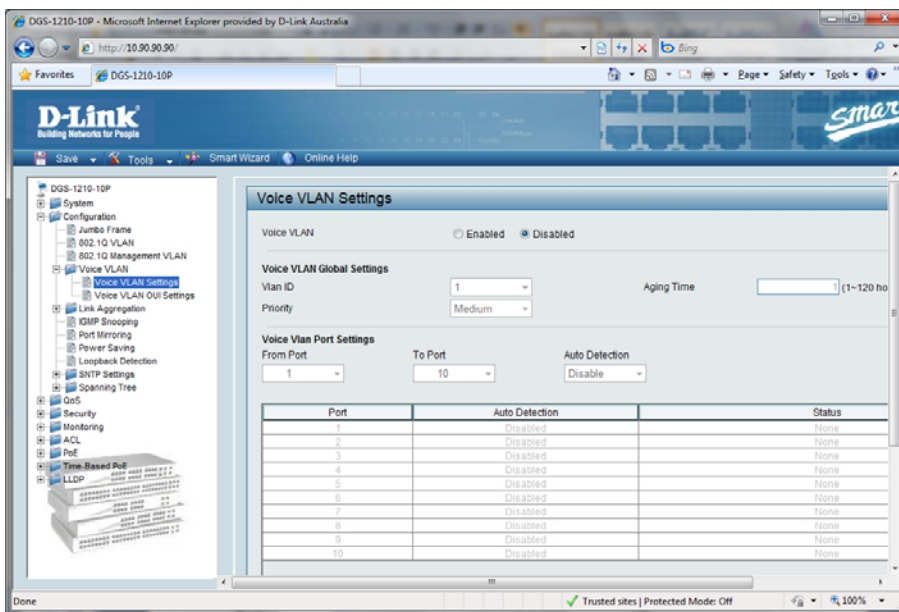 DGS-1210-10P - Microsoft Internet Explorer provided by D-Link Australia
http://10.90.90.90/
Bing
Favorites
DGS-1210-10P
Page
Safety
Tools
D-Link
Building Networks for People
Smar
Save
Tools
Smart Wizard
Online Help
DGS-1210-10P
System
Configuration
Jumbo Frame
802.1Q VLAN
802.1Q Management VLAN
Voice VLAN
Voice VLAN Settings
Voice VLAN OUI Settings
Link Aggregation
IGMP Snooping
Port Mirroring
Power Saving
Loopback Detection
SNTP Settings
Spanning Tree
QoS
Security
Monitoring
ACL
PoE
Time-Based PoE
LLDP
Voice VLAN Settings
Voice VLAN Enabled Disabled
Voice VLAN Global Settings
Vlan ID 1 Aging Time 1 (1~120 ho
Priority Medium
Voice Vlan Port Settings
From Port To Port Auto Detection
1 10 Disable
Port Auto Detection Status
1 Disabled None
2 Disabled None
3 Disabled None
4 Disabled None
5 Disabled None
6 Disabled None
7 Disabled None
8 Disabled None
9 Disabled None
10 Disabled None
Done
Trusted sites | Protected Mode: Off
100%